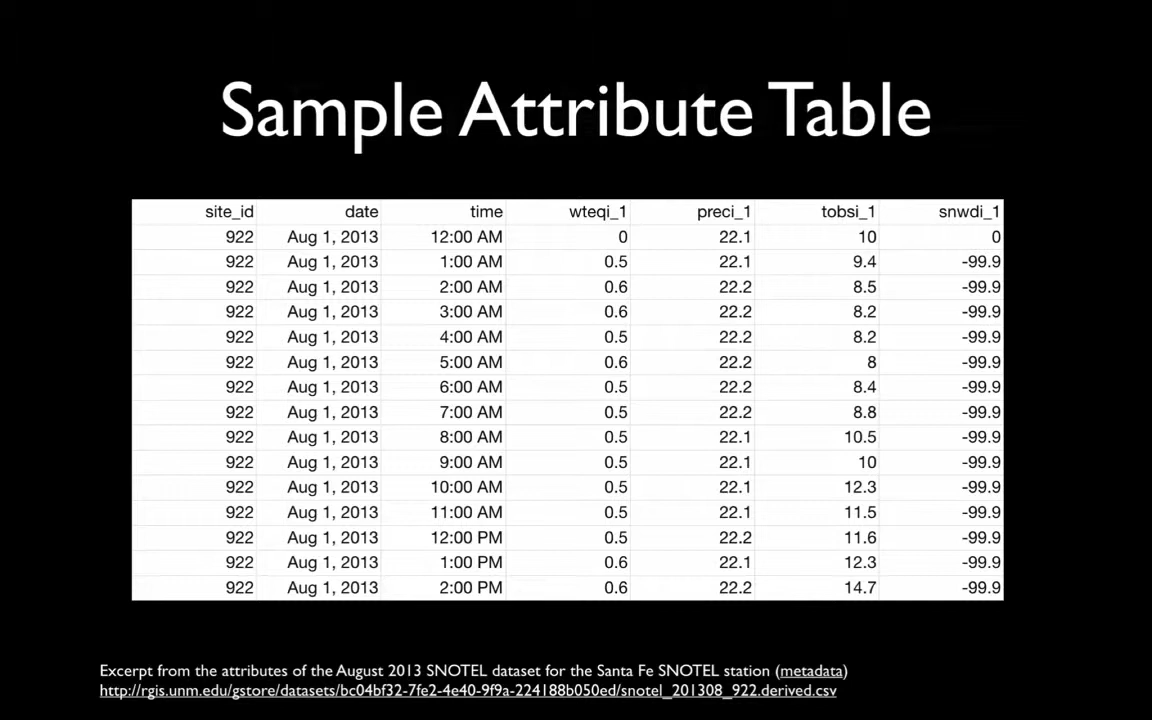 Sample Attribute Table
site_id date time wteqi_1 preci_1 tobsi_1 snwdi_1
922 Aug 1, 2013 12:00 AM 0 22.1 10 0
922 Aug 1, 2013 1:00 AM 0.5 22.1 9.4 -99.9
922 Aug 1, 2013 2:00 AM 0.6 22.2 8.5 -99.9
922 Aug 1, 2013 3:00 AM 0.6 22.2 8.2 -99.9
922 Aug 1, 2013 4:00 AM 0.5 22.2 8.2 -99.9
922 Aug 1, 2013 5:00 AM 0.6 22.2 8 -99.9
922 Aug 1, 2013 6:00 AM 0.5 22.2 8.4 -99.9
922 Aug 1, 2013 7:00 AM 0.5 22.2 8.8 -99.9
922 Aug 1, 2013 8:00 AM 0.5 22.1 10.5 -99.9
922 Aug 1, 2013 9:00 AM 0.5 22.1 10 -99.9
922 Aug 1, 2013 10:00 AM 0.5 22.1 12.3 -99.9
922 Aug 1, 2013 11:00 AM 0.5 22.1 11.5 -99.9
922 Aug 1, 2013 12:00 PM 0.5 22.2 11.6 -99.9
922 Aug 1, 2013 1:00 PM 0.6 22.1 12.3 -99.9
922 Aug 1, 2013 2:00 PM 0.6 22.2 14.7 -99.9
Excerpt from the attributes of the August 2013 SNOTEL dataset for the Santa Fe SNOTEL station (metadata)
http://rgis.unm.edu/gstore/datasets/bc04bf32-7fe2-4e40-9f9a-224188b050ed/snotel_201308_922.derived.csv